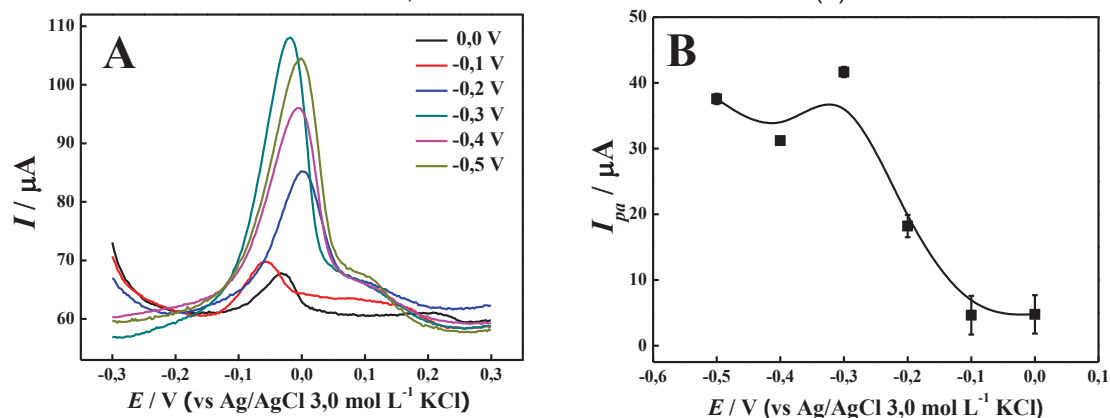 A
110
100
90
80
70
60
I / μA
0,0 V
-0,1 V
-0,2 V
-0,3 V
-0,4 V
-0,5 V
-0,3 -0,2 -0,1 0,0 0,1 0,2 0,3
E / V (vs Ag/AgCl 3,0 mol L⁻¹ KCl)
B
50
40
30
20
10
0
I_pa / μA
-0,6 -0,5 -0,4 -0,3 -0,2 -0,1 0,0 0,1
E / V (vs Ag/AgCl 3,0 mol L⁻¹ KCl)